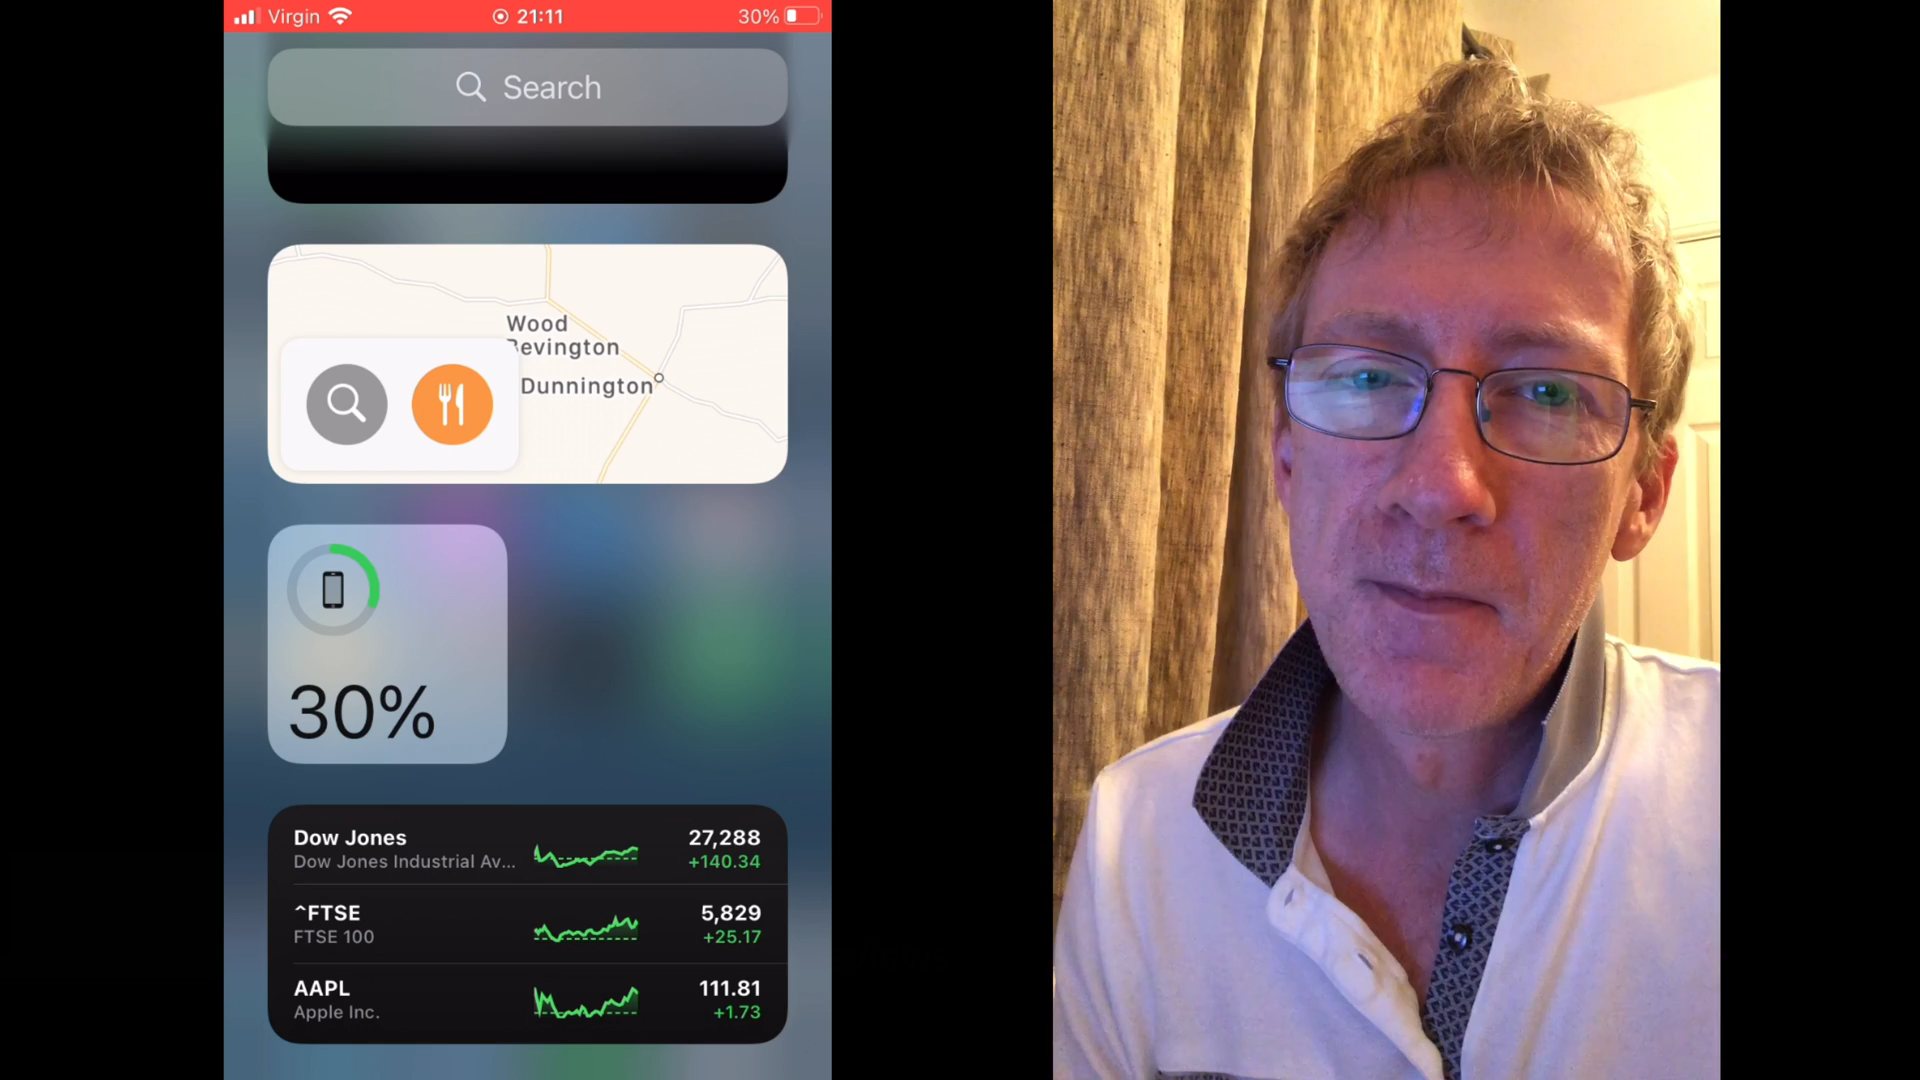 Virgin 21:11 30%
Search
Wood
Bevington
Dunnington
30%
Dow Jones 27,288
Dow Jones Industrial Av... +140.34
^FTSE 5,829
FTSE 100 +25.17
AAPL 111.81
Apple Inc. +1.73